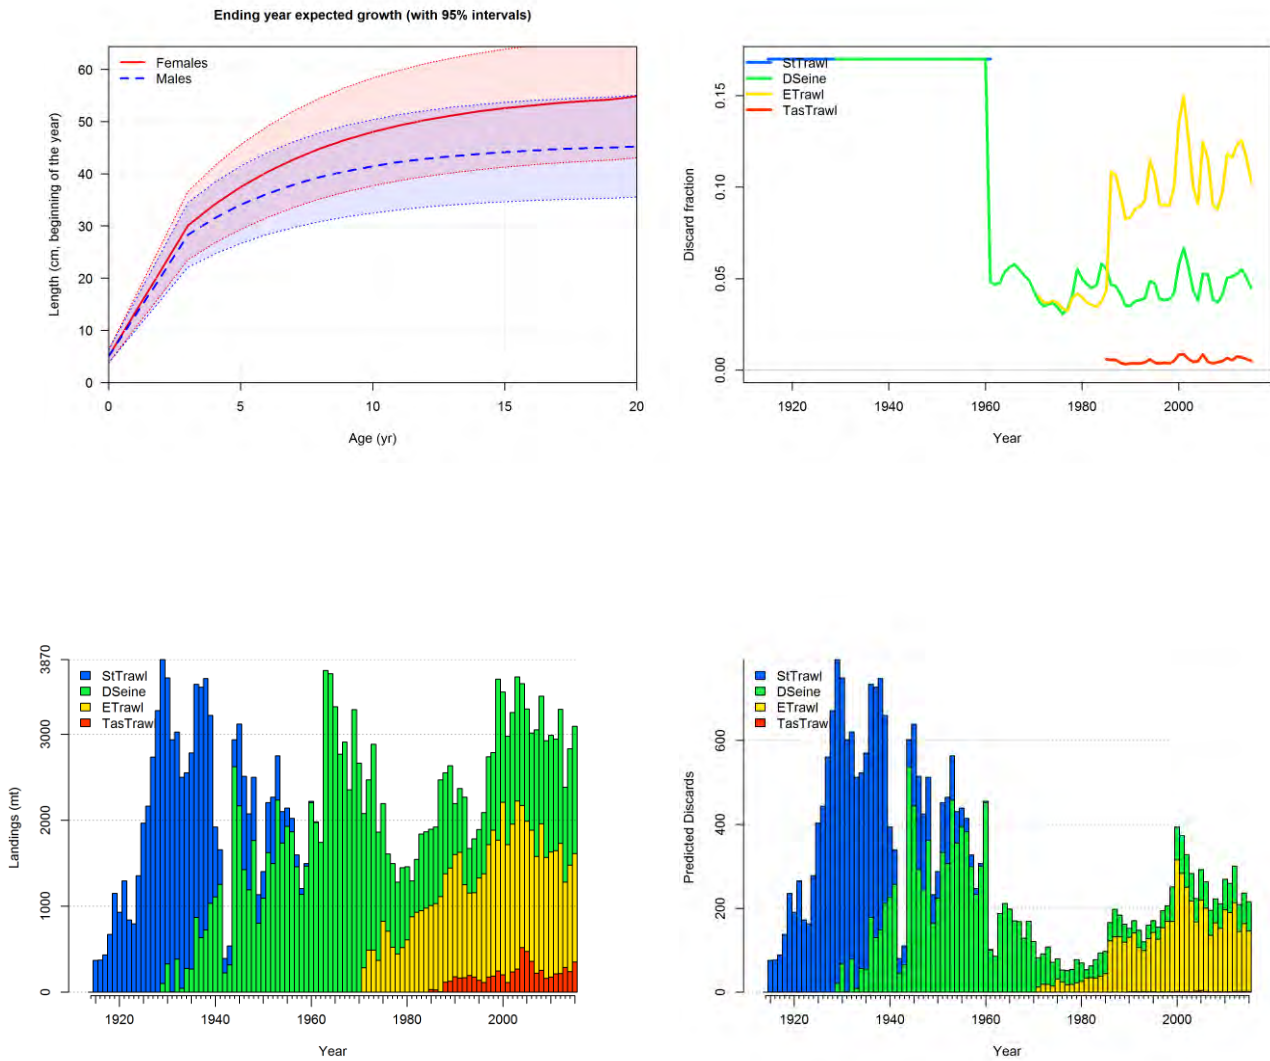 Ending year expected growth (with 95% intervals)
Females
Males
60
50
40
30
20
10
0
Length (cm, beginning of the year)
0 5 10 15 20
Age (yr)
StTrawl
DSeine
ETrawl
TasTrawl
0.15
0.10
0.05
0.00
Discard fraction
1920 1940 1960 1980 2000
Year
StTrawl
DSeine
ETrawl
TasTrawl
3870
3000
2000
1000
0
Landings (mt)
1920 1940 1960 1980 2000
Year
StTrawl
DSeine
ETrawl
TasTrawl
600
400
200
0
Predicted Discards
1920 1940 1960 1980 2000
Year